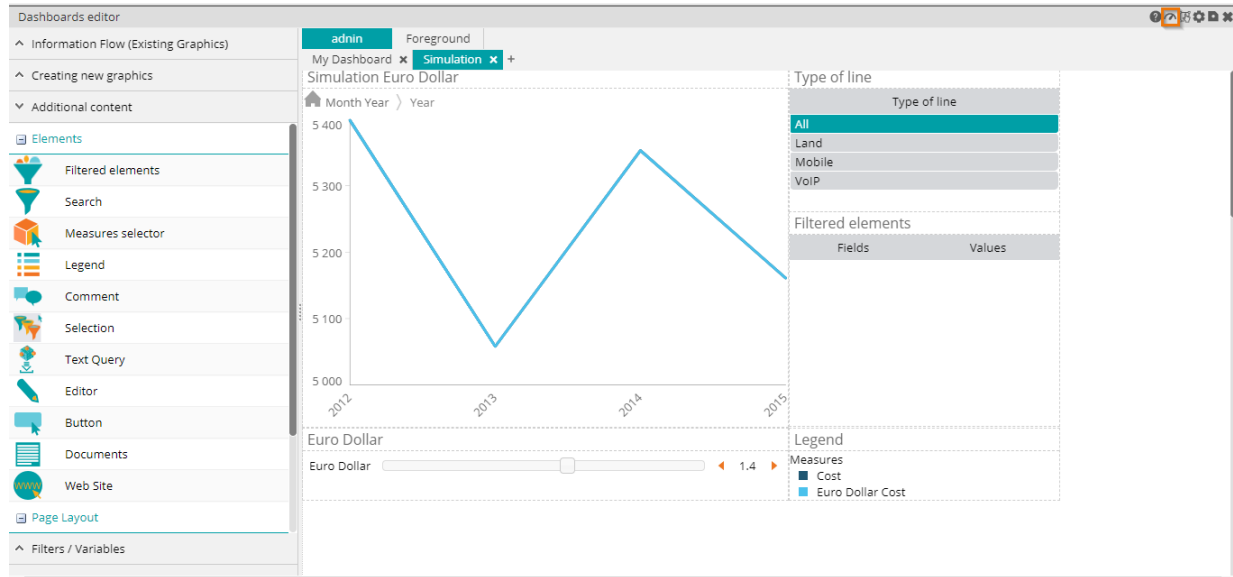 Dashboards editor
Information Flow (Existing Graphics)
Creating new graphics
Additional content
Elements
Filtered elements
Search
Measures selector
Legend
Comment
Selection
Text Query
Editor
Button
Documents
www
Web Site
Page Layout
Filters / Variables
admin
Foreground
My Dashboard
Simulation
+
Simulation Euro Dollar
Month Year
Year
5 400
5 300
5 200
5 100
5 000
2012
2013
2014
2015
Type of line
Type of line
All
Land
Mobile
VoIP
Filtered elements
Fields Values
Euro Dollar
Euro Dollar
1.4
Legend
Measures
Cost
Euro Dollar Cost